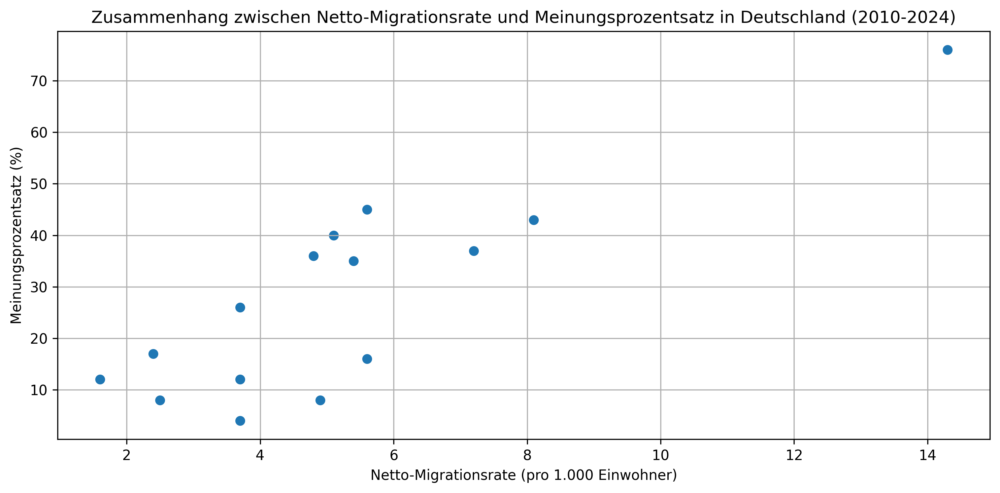 Zusammenhang zwischen Netto-Migrationsrate und Meinungsprozentsatz in Deutschland (2010-2024)
Meinungsprozentsatz (%)
70
60
50
40
30
20
10
2 4 6 8 10 12 14
Netto-Migrationsrate (pro 1.000 Einwohner)